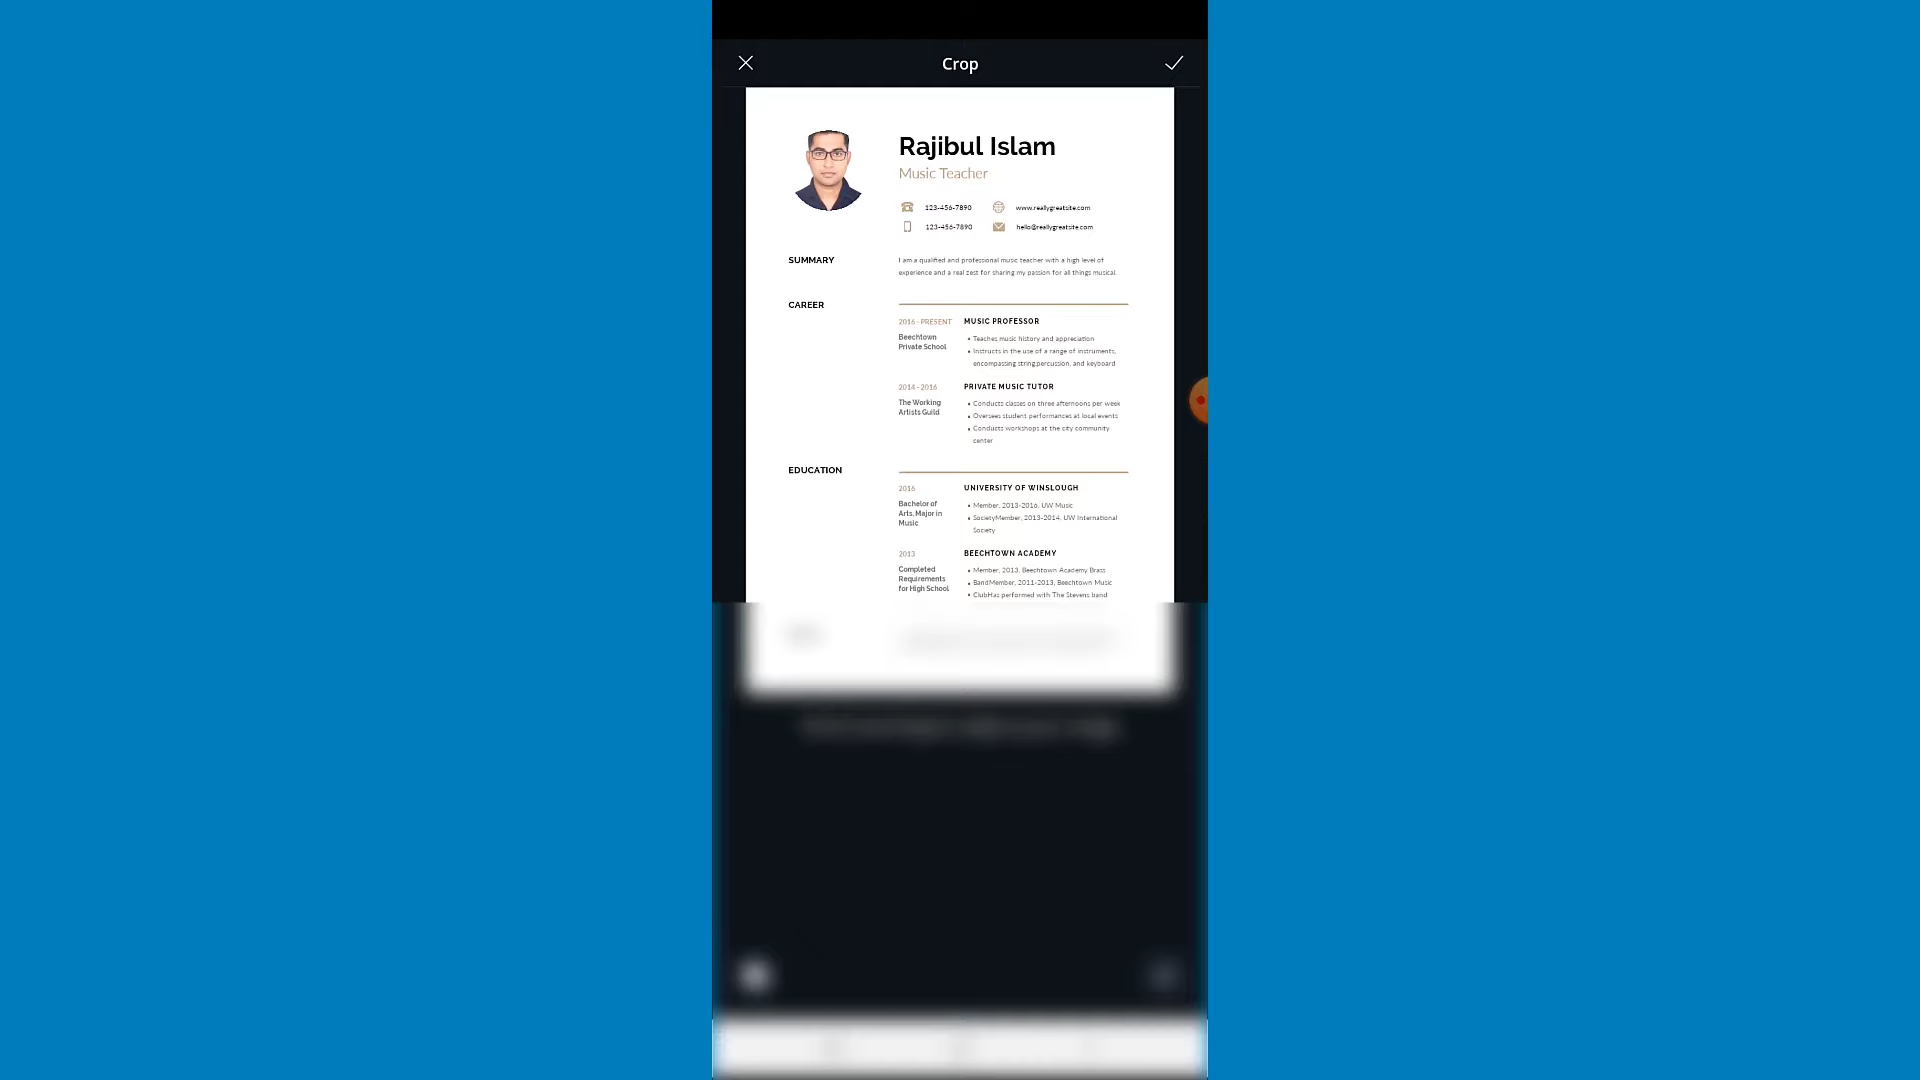 Crop
Rajibul Islam
Music Teacher
123-456-7890 www.reallygreatsite.com
123-456-7890 hello@reallygreatsite.com
SUMMARY
I am a qualified and professional music teacher with a high level of
experience and a real zest for sharing my passion for all things musical.
CAREER
2016 - PRESENT
Beechtown
Private School
MUSIC PROFESSOR
• Teaches music history and appreciation
• Instructs in the use of a range of instruments,
encompassing string,percussion, and keyboard
2014 - 2016
The Working
Artists Guild
PRIVATE MUSIC TUTOR
• Conducts classes on three afternoons per week
• Oversees student performances at local events
• Conducts workshops at the city community
center
EDUCATION
2016
Bachelor of
Arts, Major in
Music
UNIVERSITY OF WINSLOUGH
• Member, 2013-2016, UW Music
• SocietyMember, 2013-2014, UW International
Society
2013
Completed
Requirements
for High School
BEECHTOWN ACADEMY
• Member, 2013, Beechtown Academy Brass
• BandMember, 2011-2013, Beechtown Music
• ClubHas performed with The Stevens band